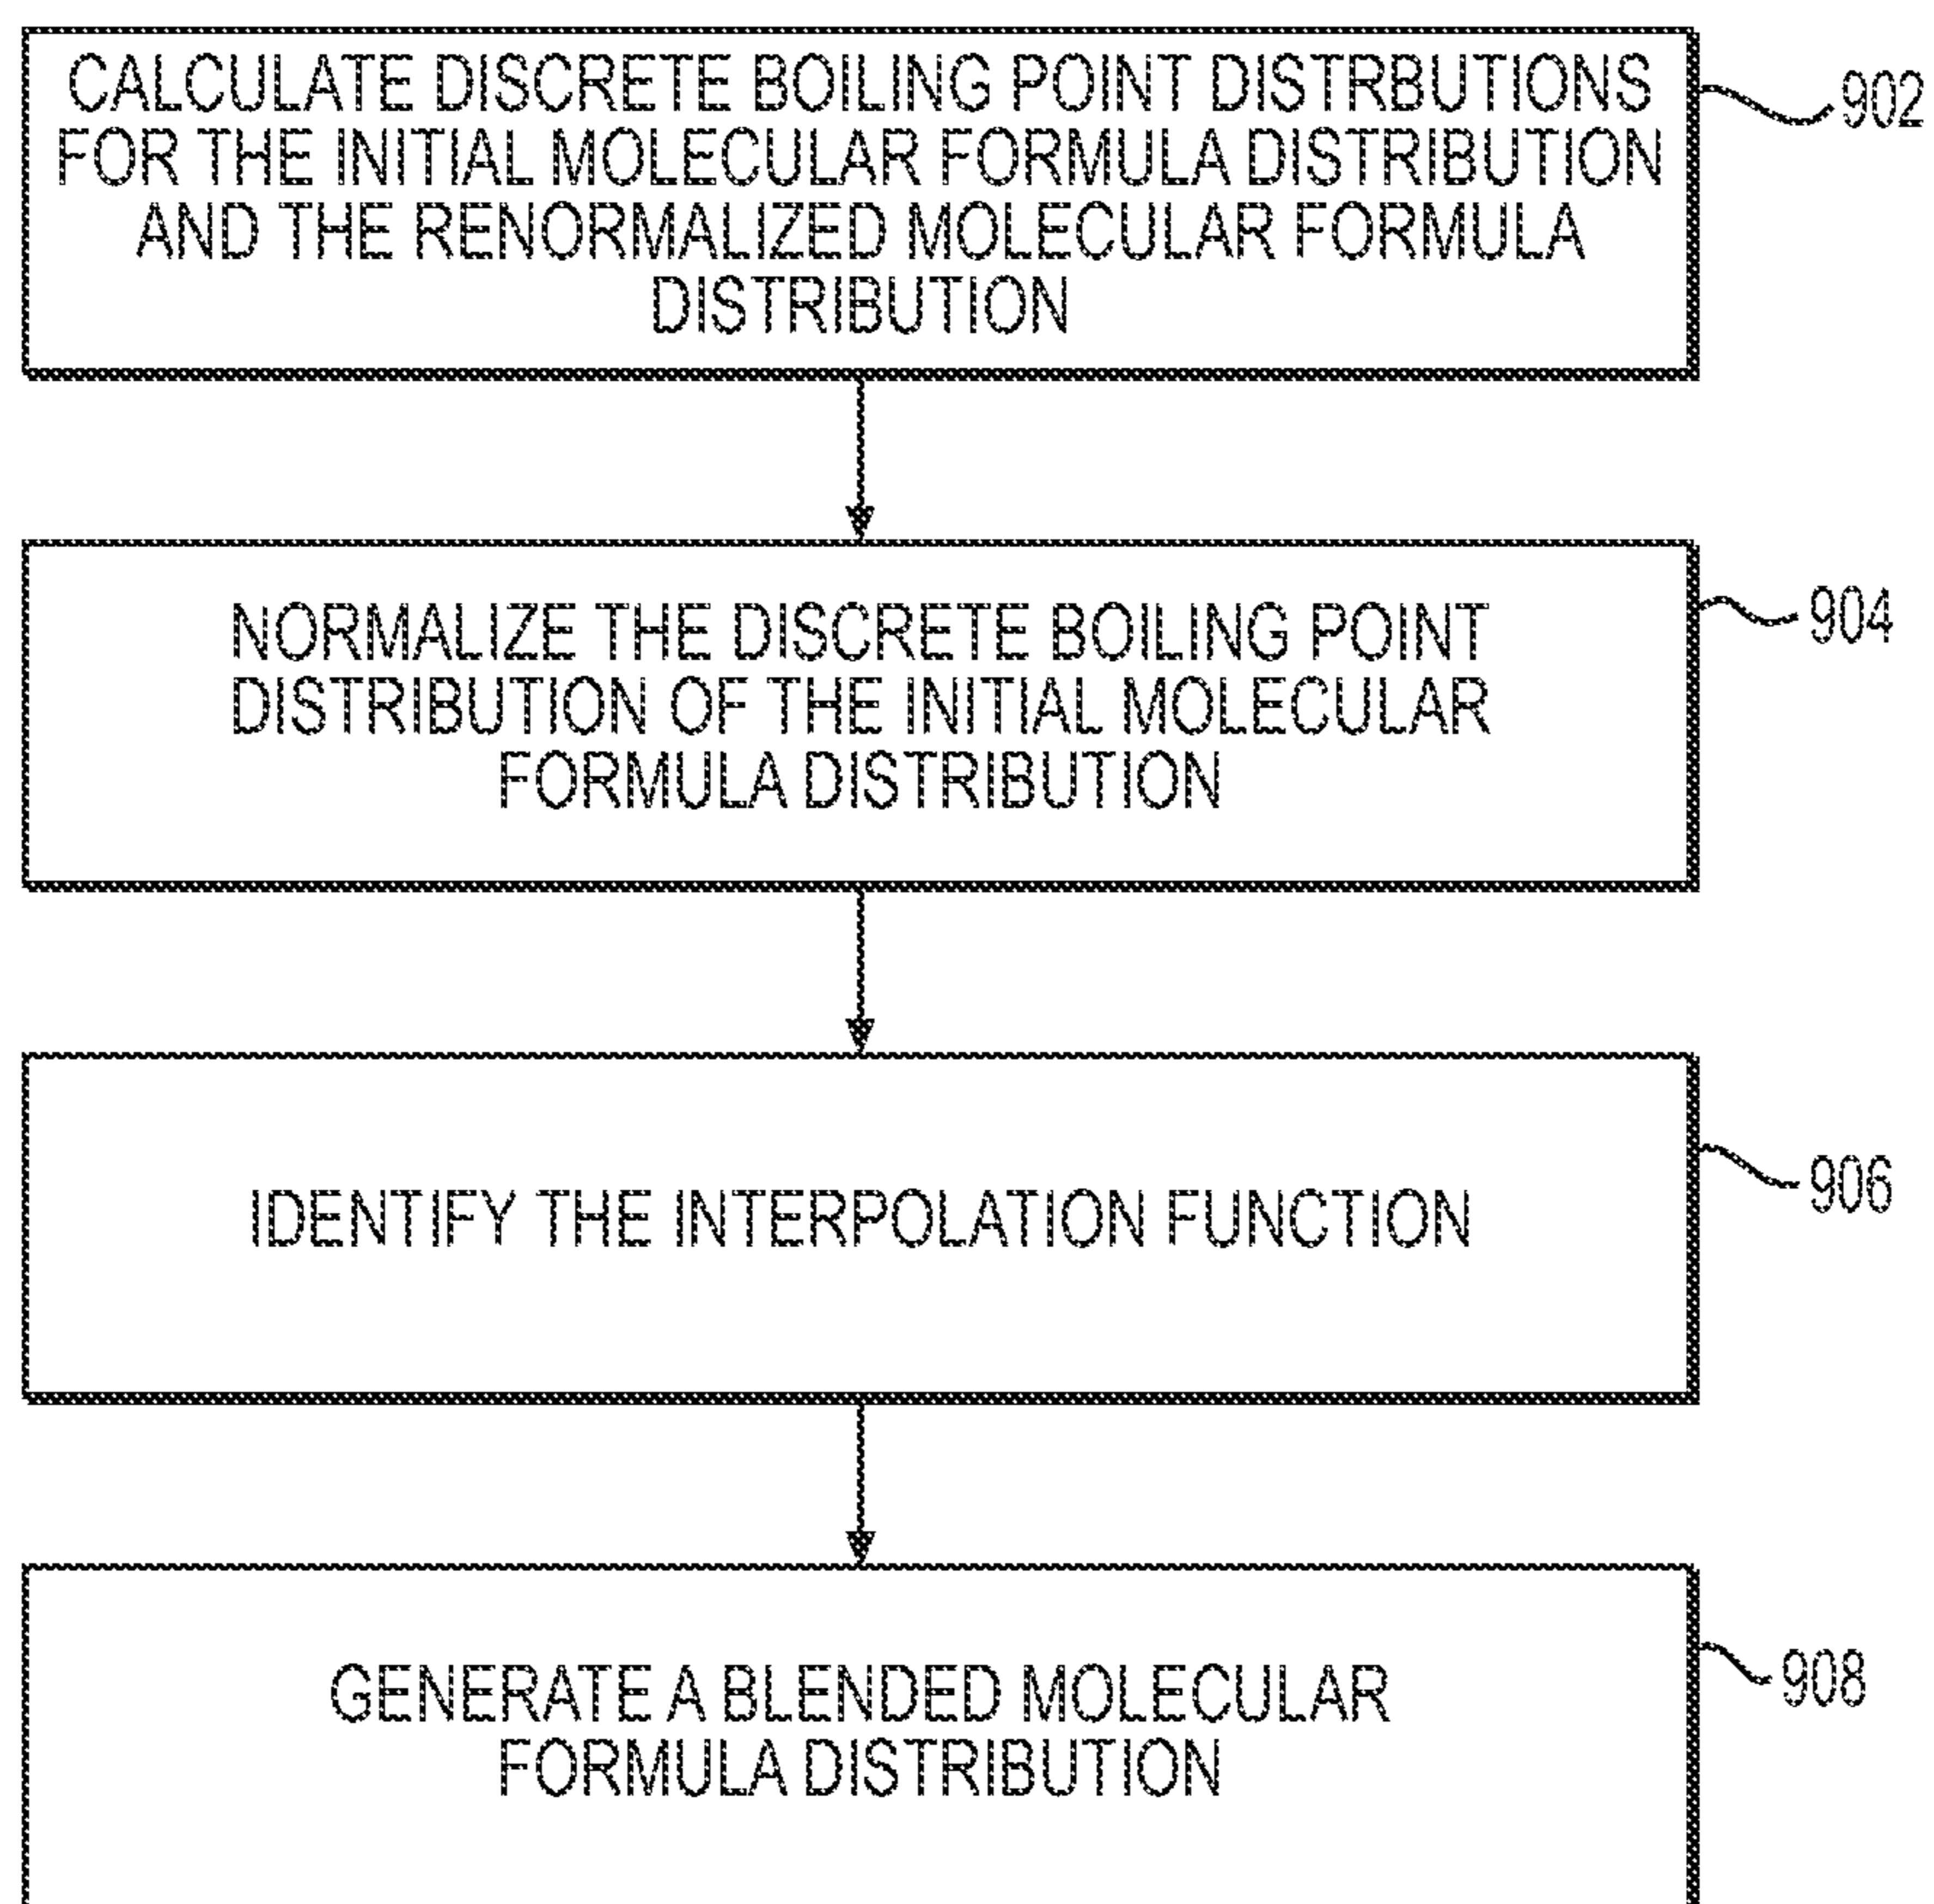 CALCULATE DISCRETE BOILING POINT DISTRBUTIONS
FOR THE INITIAL MOLECULAR FORMULA DISTRIBUTION
AND THE RENORMALIZED MOLECULAR FORMULA
DISTRIBUTION
902
NORMALIZE THE DISCRETE BOILING POINT
DISTRIBUTION OF THE INITIAL MOLECULAR
FORMULA DISTRIBUTION
904
IDENTIFY THE INTERPOLATION FUNCTION
906
GENERATE A BLENDED MOLECULAR
FORMULA DISTRIBUTION
908